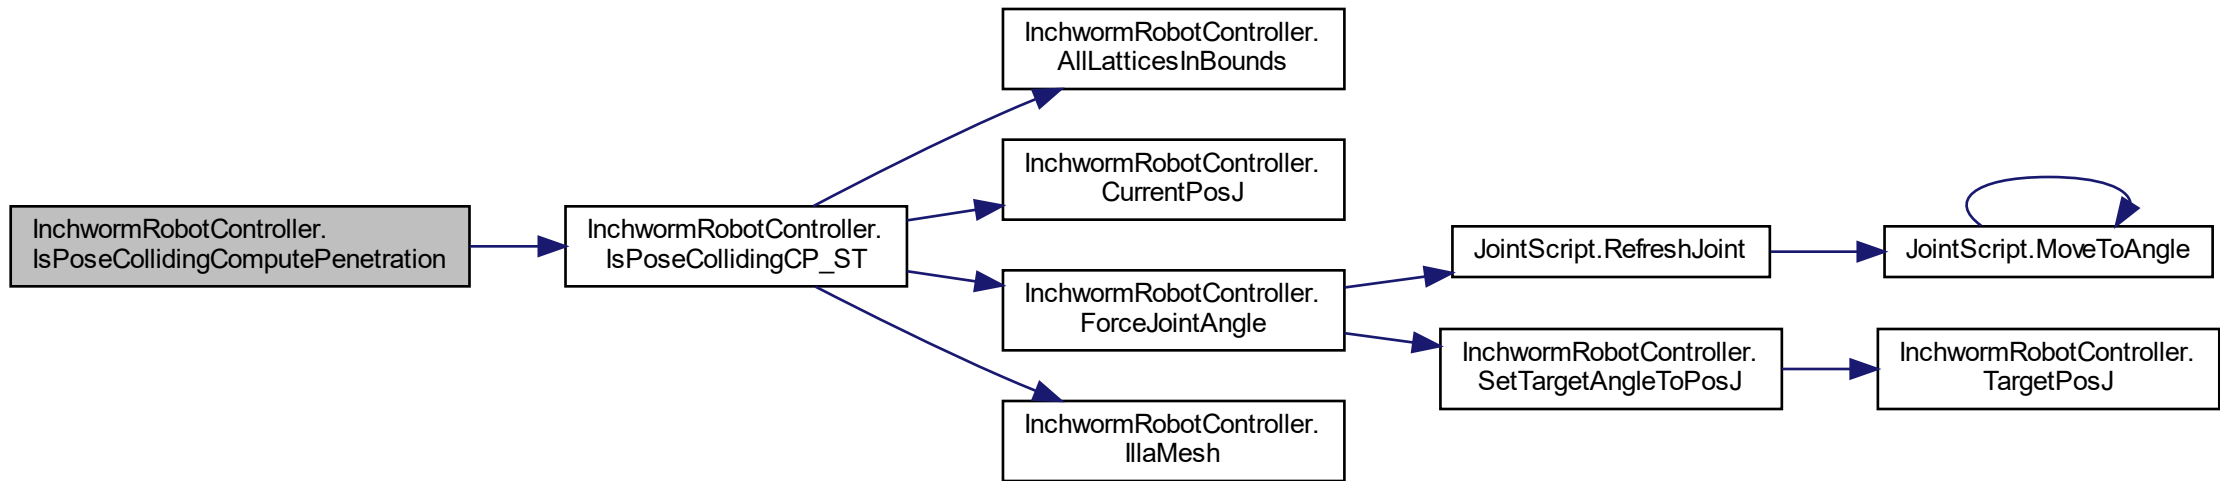 InchwormRobotController.
IsPoseCollidingComputePenetration
InchwormRobotController.
IsPoseCollidingCP_ST
InchwormRobotController.
AllLatticesInBounds
InchwormRobotController.
CurrentPosJ
InchwormRobotController.
ForceJointAngle
InchwormRobotController.
IllaMesh
JointScript.RefreshJoint
InchwormRobotController.
SetTargetAngleToPosJ
JointScript.MoveToAngle
InchwormRobotController.
TargetPosJ